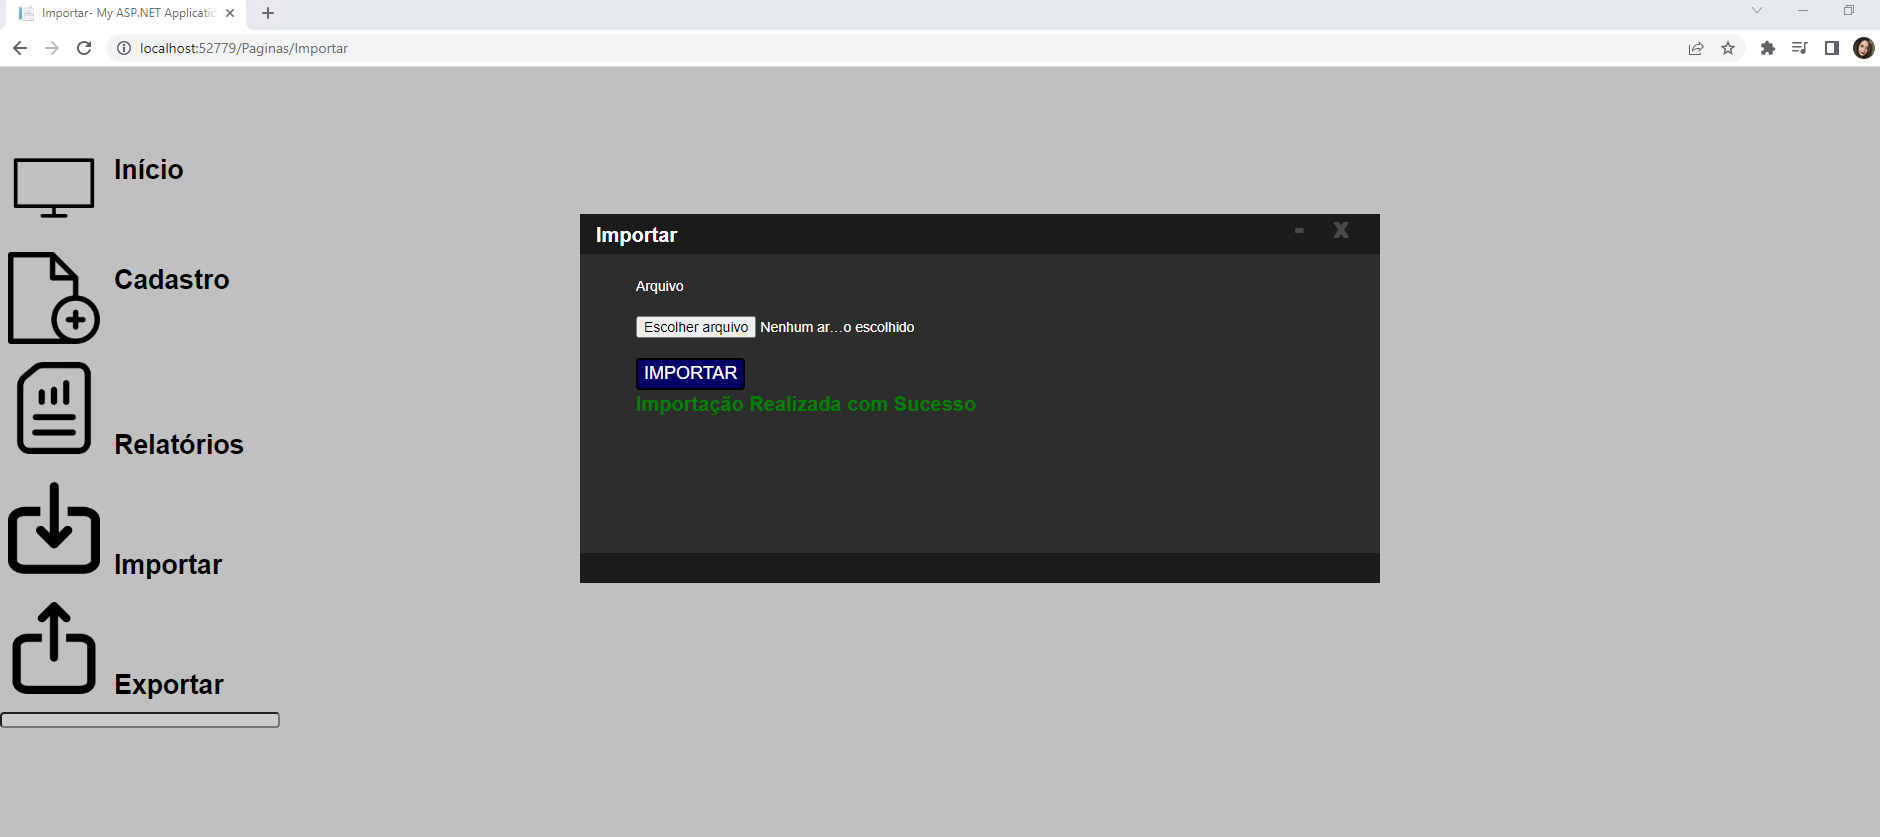 Importar- My ASP.NET Applicatio
localhost:52779/Paginas/Importar
Início
Cadastro
Relatórios
Importar
Exportar
Importar
- X
Arquivo
Escolher arquivo Nenhum ar...o escolhido
IMPORTAR
Importação Realizada com Sucesso